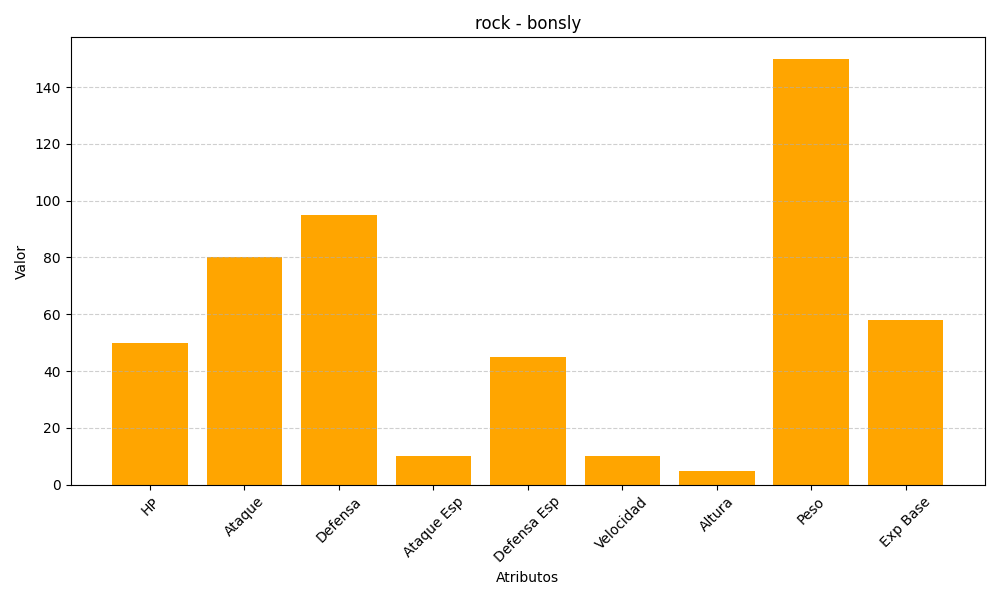 rock - bonsly
Valor
140
120
100
80
60
40
20
0
HP
Ataque
Defensa
Ataque Esp
Defensa Esp
Velocidad
Altura
Peso
Exp Base
Atributos